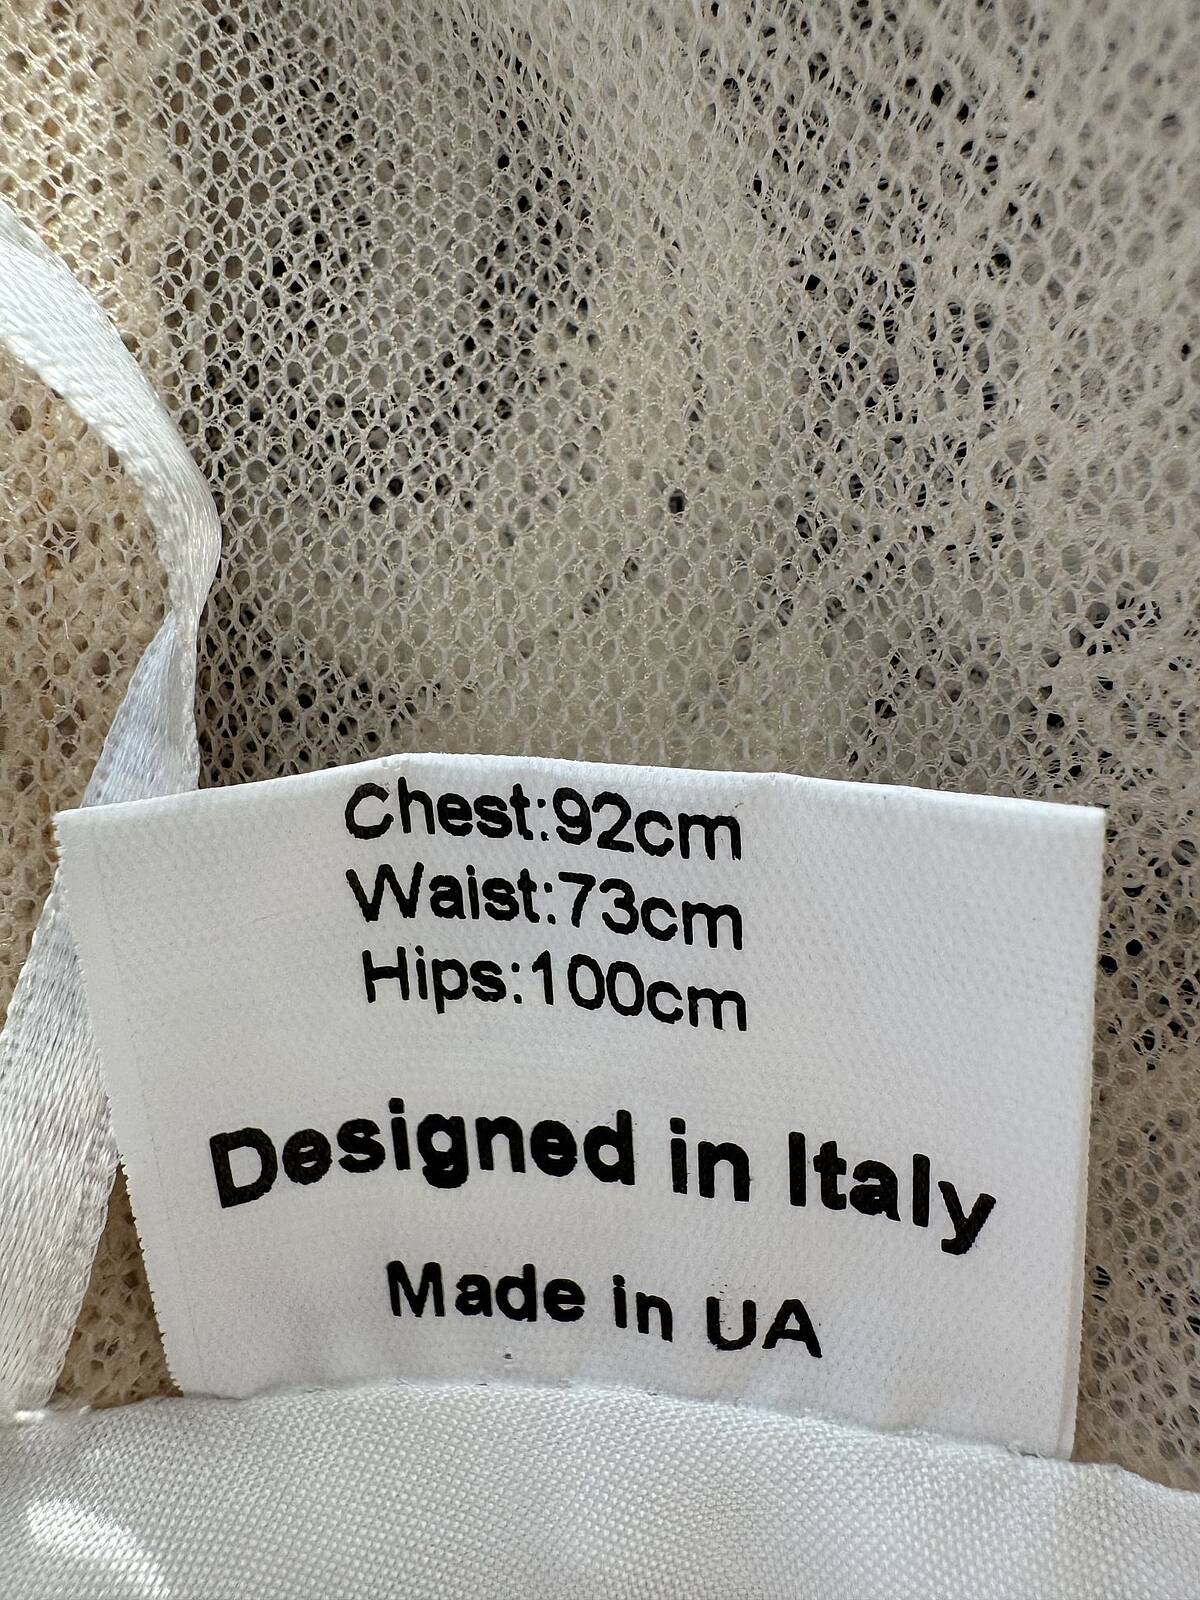 Chest:92cm
Waist:73cm
Hips:100cm
Designed in Italy
Made in UA